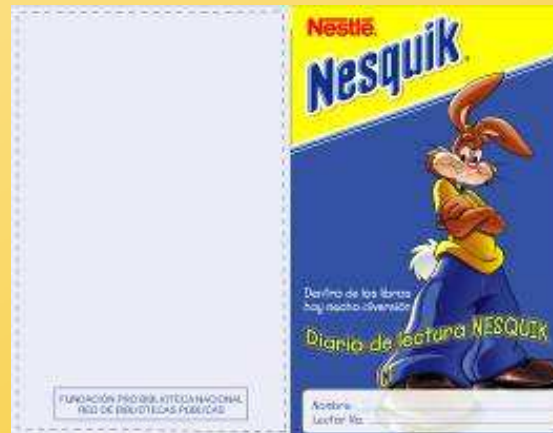 FUNDACIÓN PRO BIBLIOTECA NACIONAL
RED DE BIBLIOTECAS PÚBLICAS
Nestlé.
Nesquik
Dentro de los libros
hay mucha diversión
Diario de lectura NESQUIK
Nombre
Lector No.